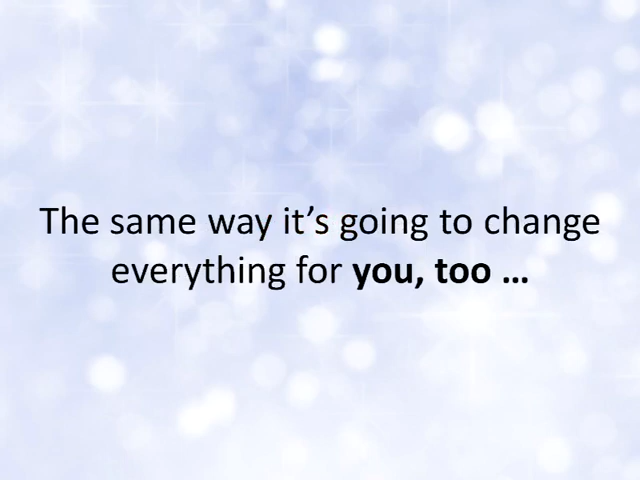 The same way it’s going to change
everything for you, too …